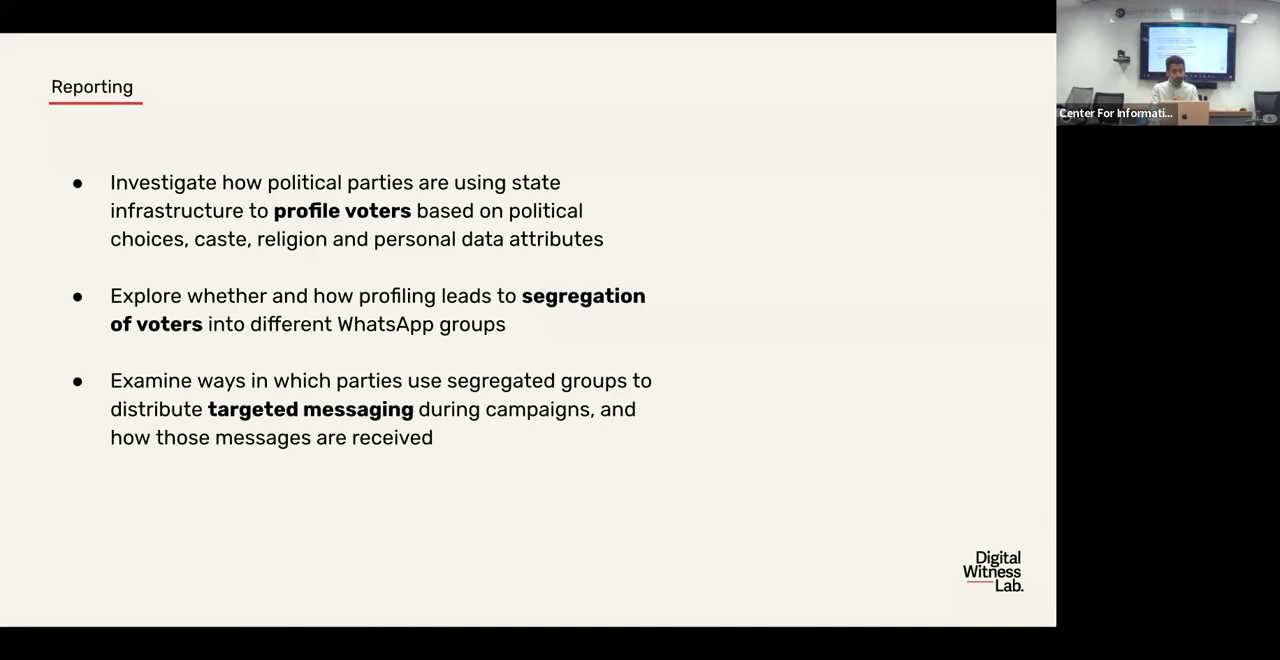 Reporting
● Investigate how political parties are using state
infrastructure to profile voters based on political
choices, caste, religion and personal data attributes
● Explore whether and how profiling leads to segregation
of voters into different WhatsApp groups
● Examine ways in which parties use segregated groups to
distribute targeted messaging during campaigns, and
how those messages are received
Digital
Witness
Lab.
Center For Informati...